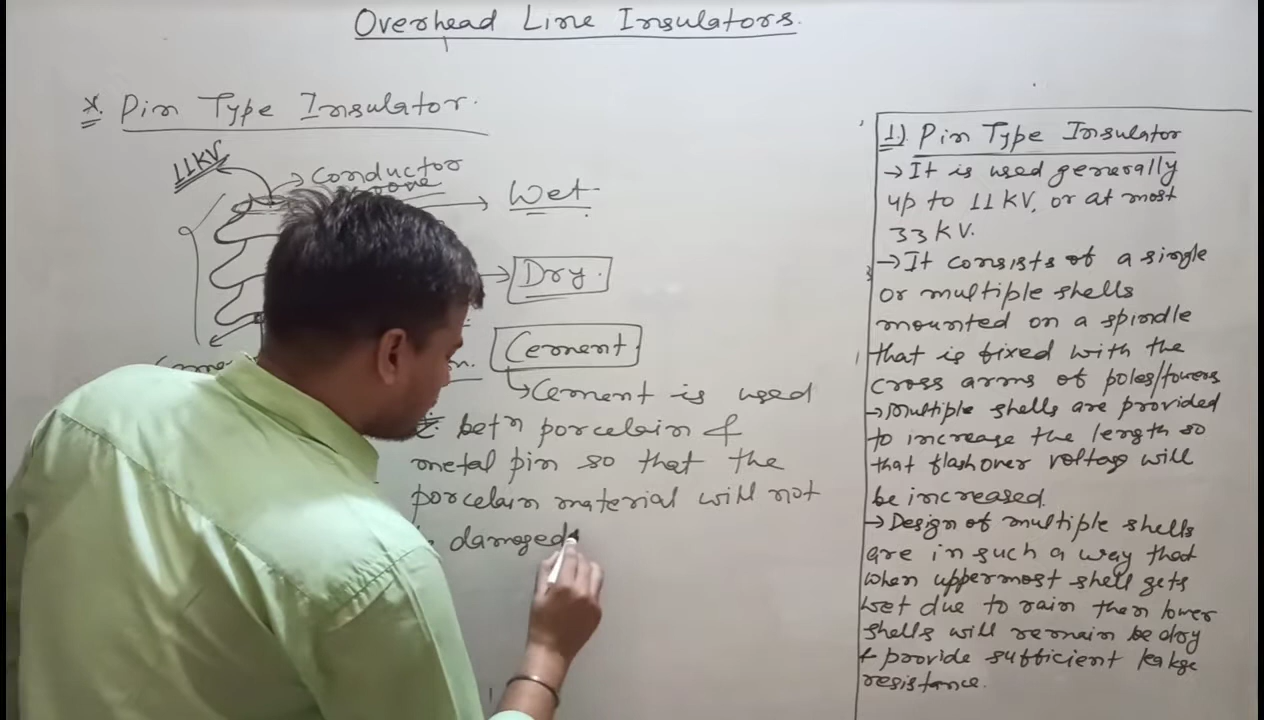 Overhead Line Insulators.
* Pin Type Insulator.
11KV
→ Conductor
→ Wet
→ Dry.
Cement
→ Cement is used
betn porcelain &
metal pin so that the
porcelain material will not
damaged
1.) Pin Type Insulator
→ It is used generally
up to 11 KV, or at most
33 KV.
→ It consists of a single
or multiple shells
mounted on a spindle
that is fixed with the
cross arms of poles/towers
→ Multiple shells are provided
to increase the length so
that flashover voltage will
be increased.
→ Design of multiple shells
are in such a way that
when uppermost shell gets
wet due to rain then lower
shells will remain be dry
& provide sufficient leakge
resistance.